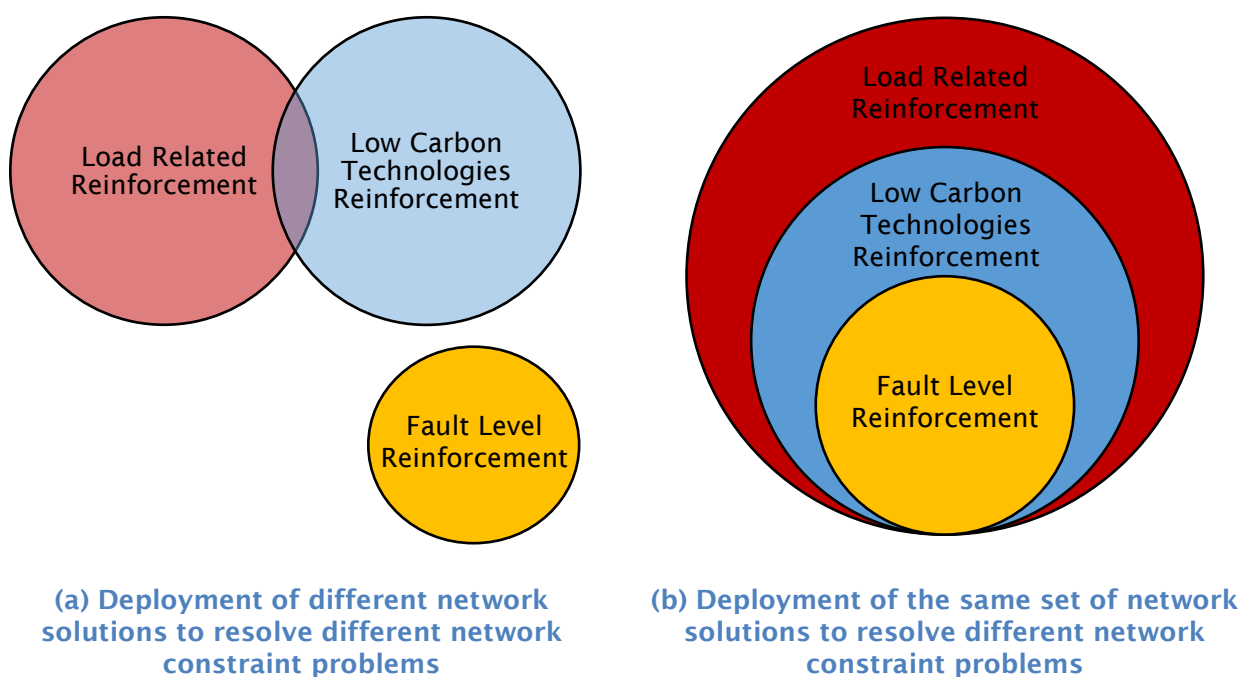 Load Related
Reinforcement
Low Carbon
Technologies
Reinforcement
Fault Level
Reinforcement
(a) Deployment of different network
solutions to resolve different network
constraint problems
Load Related
Reinforcement
Low Carbon
Technologies
Reinforcement
Fault Level
Reinforcement
(b) Deployment of the same set of network
solutions to resolve different network
constraint problems